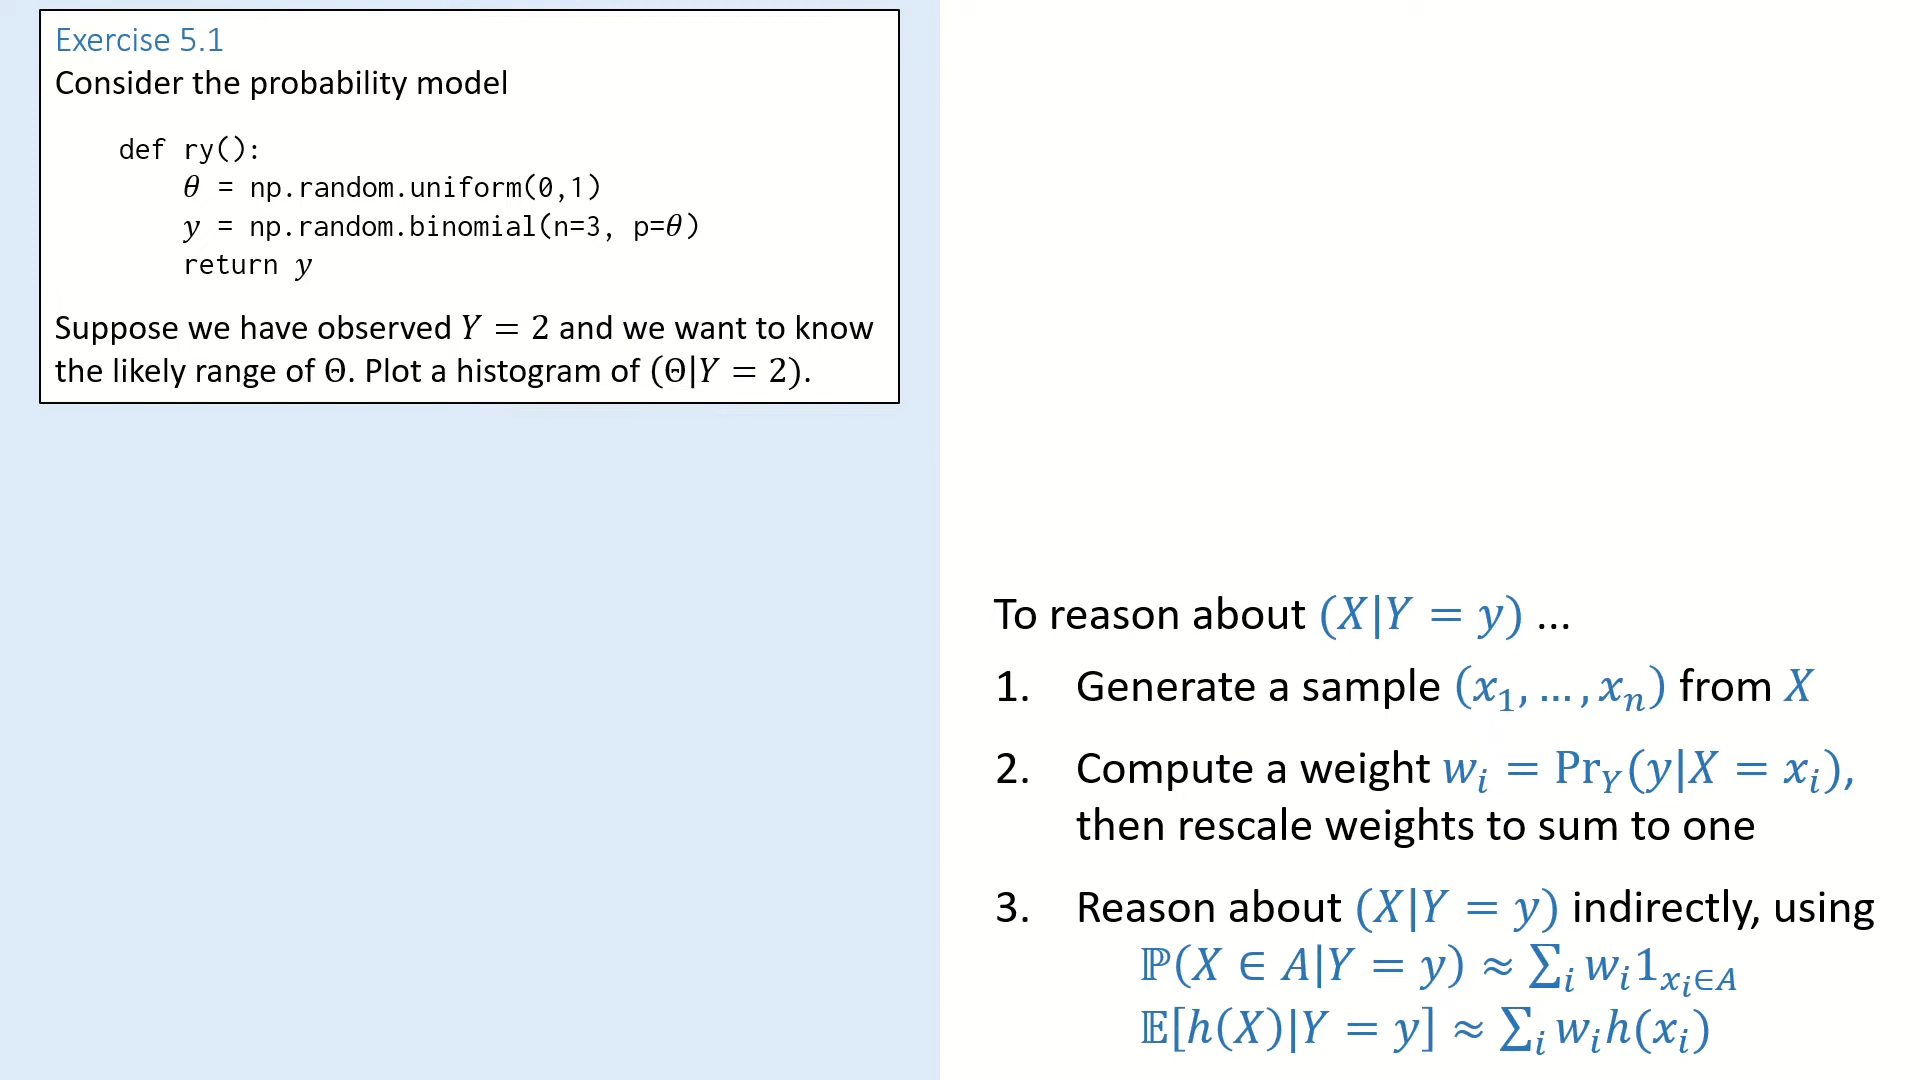 Exercise 5.1
Consider the probability model
def ry():
θ = np.random.uniform(0,1)
y = np.random.binomial(n=3, p=θ)
return y
Suppose we have observed Y = 2 and we want to know
the likely range of Θ. Plot a histogram of (Θ|Y = 2).
To reason about (X|Y = y) ...
1. Generate a sample (x₁, … , xₙ) from X
2. Compute a weight wᵢ = Pr_Y(y|X = xᵢ),
then rescale weights to sum to one
3. Reason about (X|Y = y) indirectly, using
ℙ(X ∈ A|Y = y) ≈ ∑ᵢ wᵢ1_{xᵢ∈A}
𝔼[h(X)|Y = y] ≈ ∑ᵢ wᵢh(xᵢ)